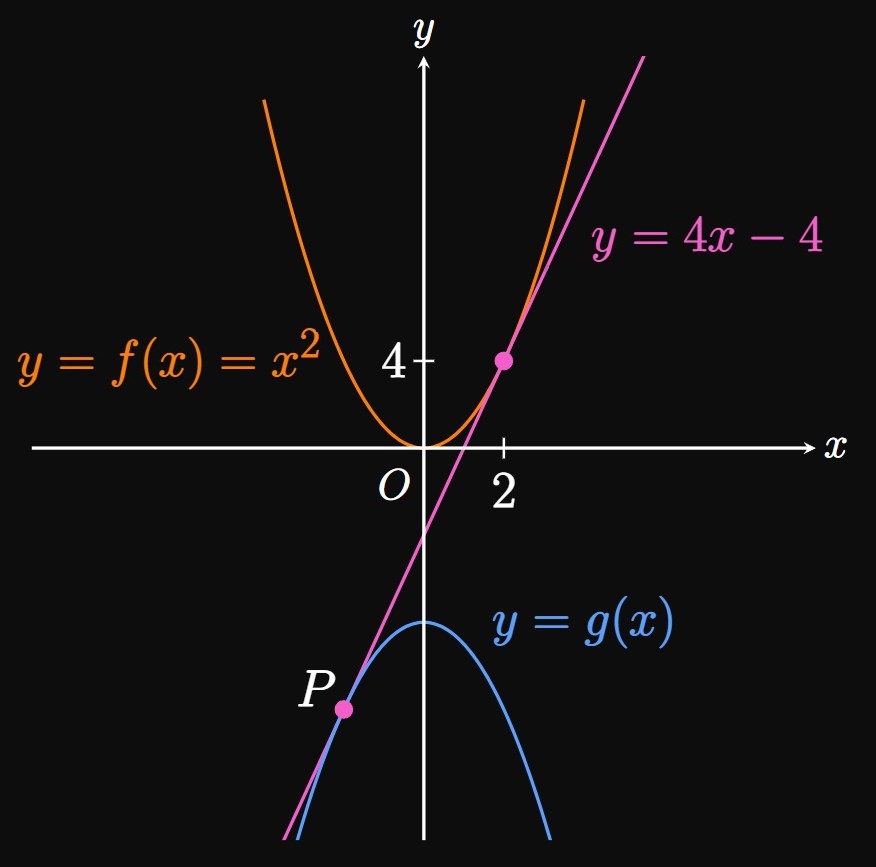 y
y = 4x − 4
y = f(x) = x²
4
x
O
2
y = g(x)
P